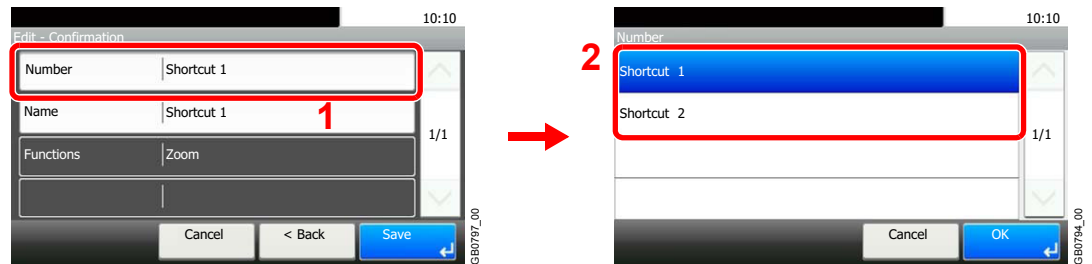 10:10
Edit - Confirmation
Number Shortcut 1
1
Name Shortcut 1
1/1
Functions Zoom
Cancel < Back Save
GB0797_00
10:10
Number
2
Shortcut 1
Shortcut 2
1/1
Cancel OK
GB0794_00